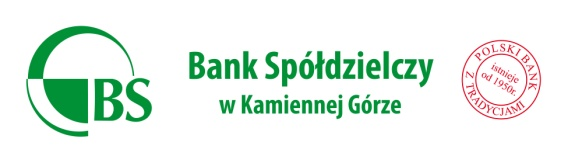 BS
Bank Spółdzielczy
w Kamiennej Górze
POLSKI BANK
istnieje
od 1950r.
Z TRADYCJAMI